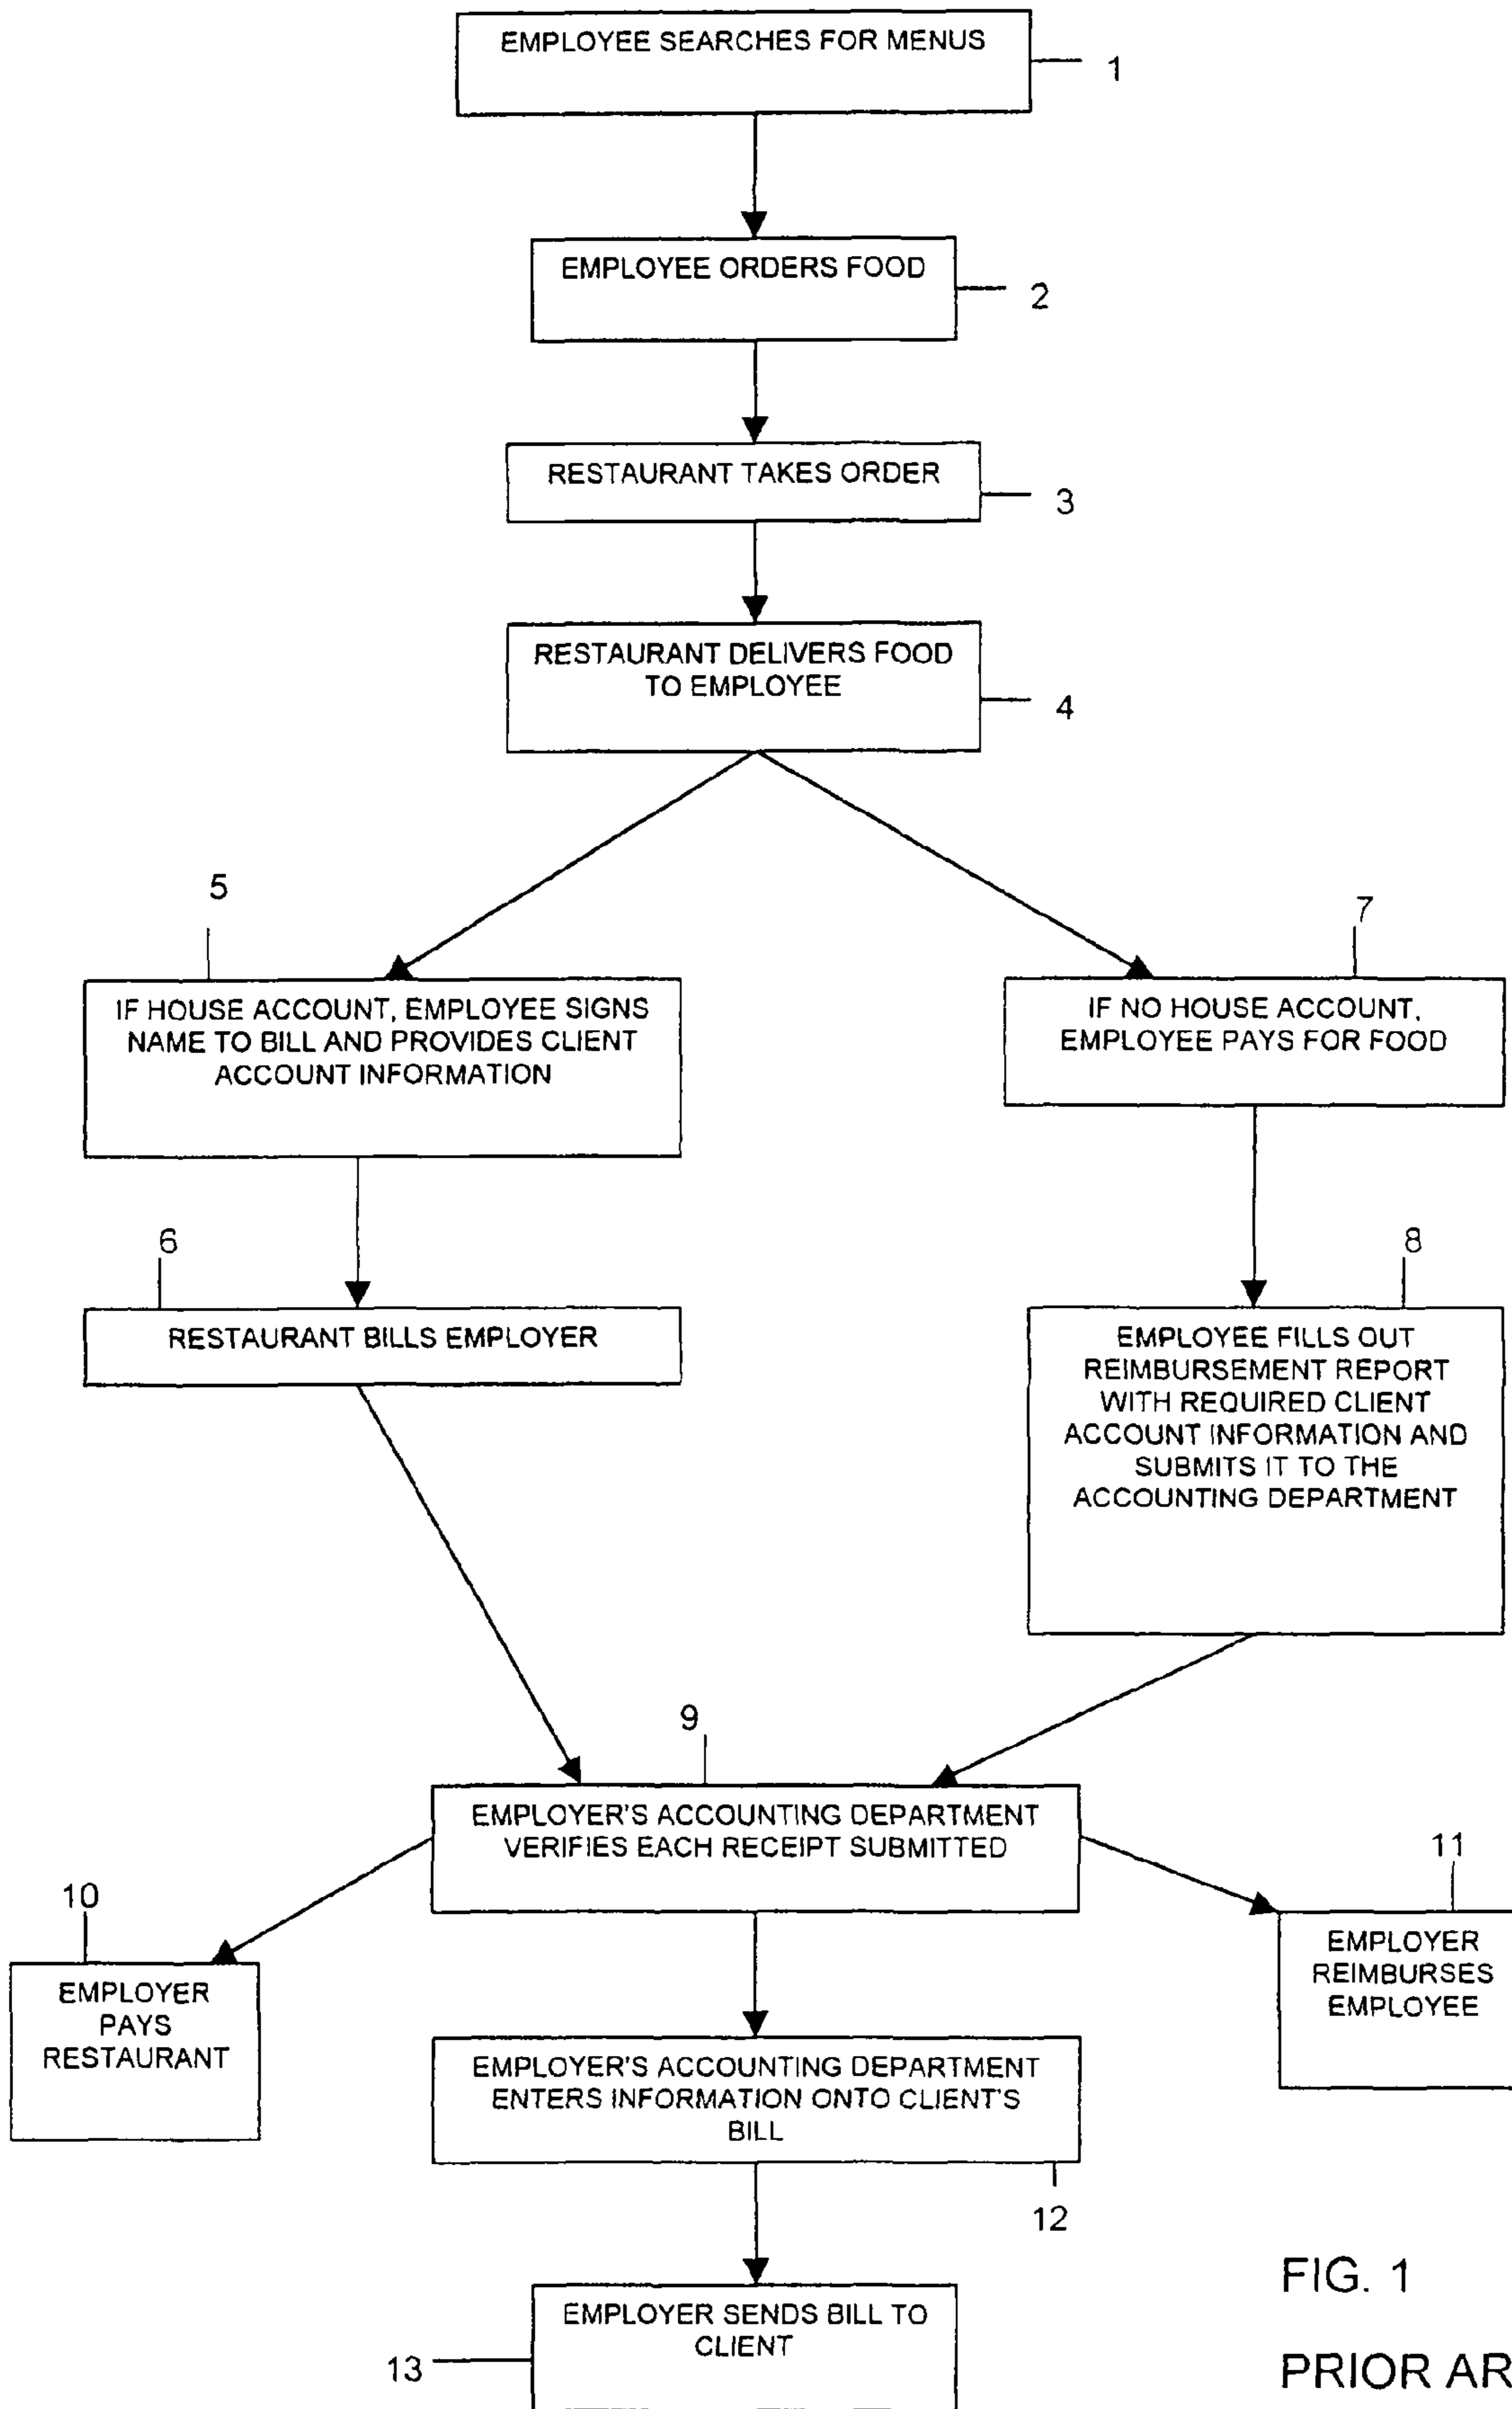 EMPLOYEE SEARCHES FOR MENUS
1
EMPLOYEE ORDERS FOOD
2
RESTAURANT TAKES ORDER
3
RESTAURANT DELIVERS FOOD
TO EMPLOYEE
4
5
IF HOUSE ACCOUNT, EMPLOYEE SIGNS
NAME TO BILL AND PROVIDES CLIENT
ACCOUNT INFORMATION
7
IF NO HOUSE ACCOUNT,
EMPLOYEE PAYS FOR FOOD
6
RESTAURANT BILLS EMPLOYER
8
EMPLOYEE FILLS OUT
REIMBURSEMENT REPORT
WITH REQUIRED CLIENT
ACCOUNT INFORMATION AND
SUBMITS IT TO THE
ACCOUNTING DEPARTMENT
9
EMPLOYER'S ACCOUNTING DEPARTMENT
VERIFIES EACH RECEIPT SUBMITTED
10
EMPLOYER
PAYS
RESTAURANT
11
EMPLOYER
REIMBURSES
EMPLOYEE
EMPLOYER'S ACCOUNTING DEPARTMENT
ENTERS INFORMATION ONTO CLIENT'S
BILL
12
EMPLOYER SENDS BILL TO
CLIENT
13
FIG. 1
PRIOR AR